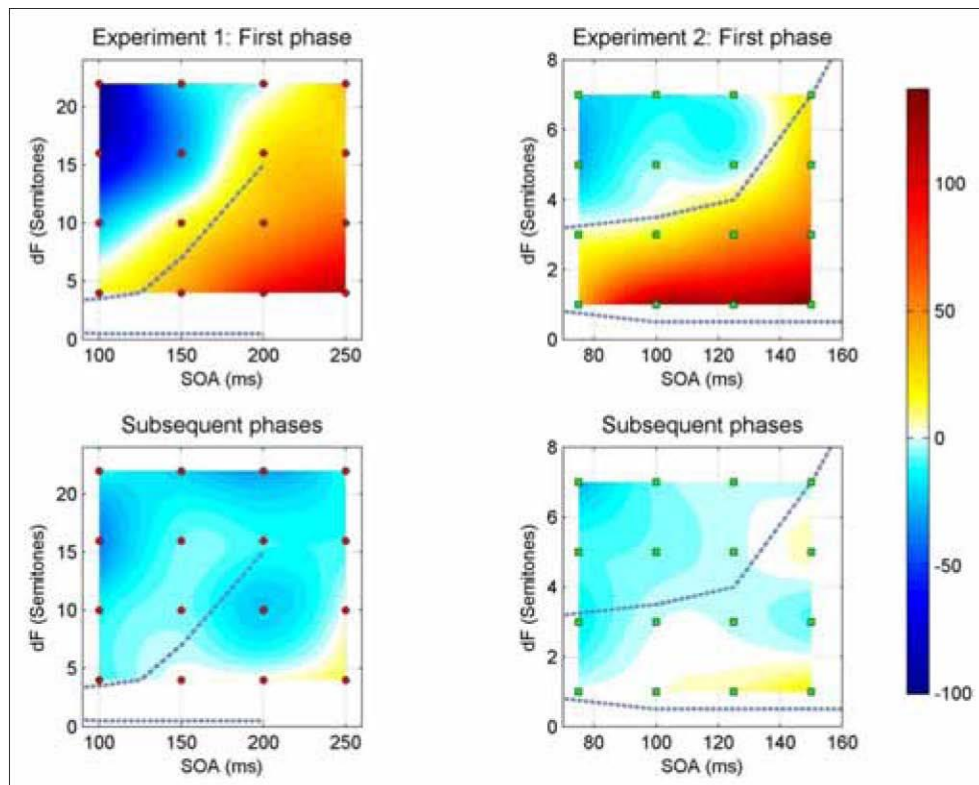 Experiment 1: First phase
dF (Semitones)
20
15
10
5
0
100 150 200 250
SOA (ms)
Experiment 2: First phase
dF (Semitones)
8
6
4
2
0
80 100 120 140 160
SOA (ms)
Subsequent phases
dF (Semitones)
20
15
10
5
0
100 150 200 250
SOA (ms)
Subsequent phases
dF (Semitones)
8
6
4
2
0
80 100 120 140 160
SOA (ms)
100
50
0
-50
-100